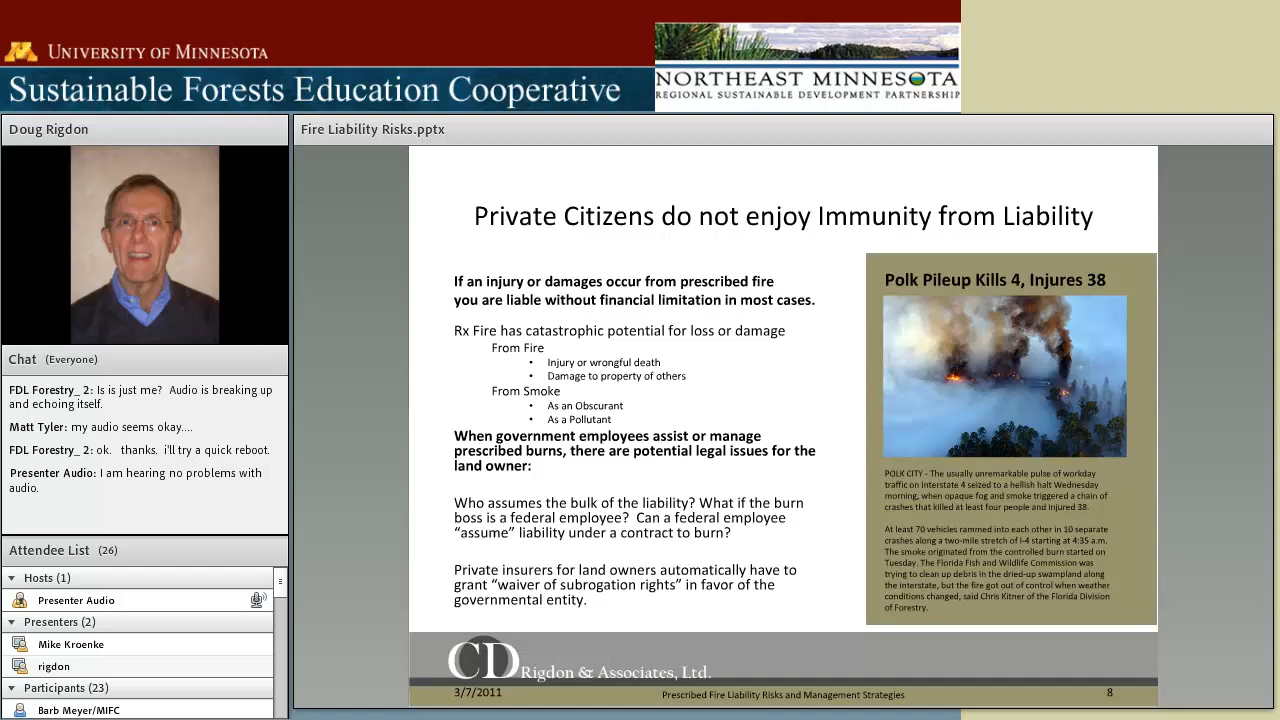 UNIVERSITY OF MINNESOTA
Sustainable Forests Education Cooperative
NORTHEAST MINNESOTA
REGIONAL SUSTAINABLE DEVELOPMENT PARTNERSHIP
Doug Rigdon
Chat (Everyone)
FDL Forestry_ 2: Is is just me? Audio is breaking up
and echoing itself.
Matt Tyler: my audio seems okay....
FDL Forestry_ 2: ok. thanks. i'll try a quick reboot.
Presenter Audio: I am hearing no problems with
audio.
Attendee List (26)
Hosts (1)
Presenter Audio
Presenters (2)
Mike Kroenke
rigdon
Participants (23)
Barb Meyer/MIFC
Fire Liability Risks.pptx
Private Citizens do not enjoy Immunity from Liability
If an injury or damages occur from prescribed fire
you are liable without financial limitation in most cases.
Rx Fire has catastrophic potential for loss or damage
From Fire
• Injury or wrongful death
• Damage to property of others
From Smoke
• As an Obscurant
• As a Pollutant
When government employees assist or manage
prescribed burns, there are potential legal issues for the
land owner:
Who assumes the bulk of the liability? What if the burn
boss is a federal employee? Can a federal employee
“assume” liability under a contract to burn?
Private insurers for land owners automatically have to
grant “waiver of subrogation rights” in favor of the
governmental entity.
Polk Pileup Kills 4, Injures 38
POLK CITY - The usually unremarkable pulse of workday
traffic on Interstate 4 seized to a hellish halt Wednesday
morning, when opaque fog and smoke triggered a chain of
crashes that killed at least four people and injured 38.
At least 70 vehicles rammed into each other in 10 separate
crashes along a two-mile stretch of I-4 starting at 4:35 a.m.
The smoke originated from the controlled burn started on
Tuesday. The Florida Fish and Wildlife Commission was
trying to clean up debris in the dried-up swampland along
the interstate, but the fire got out of control when weather
conditions changed, said Chris Kitner of the Florida Division
of Forestry.
CD Rigdon & Associates, Ltd.
3/7/2011
Prescribed Fire Liability Risks and Management Strategies
8